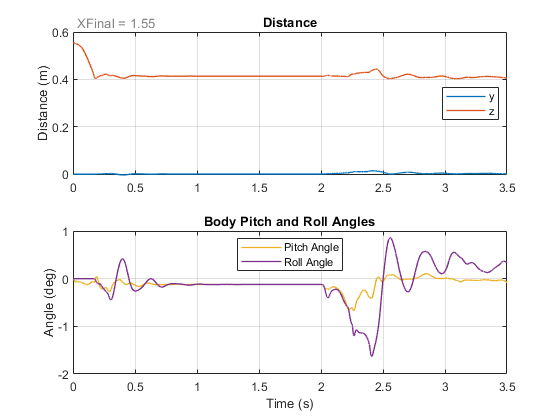 XFinal = 1.55
Distance
0.6
0.4
0.2
0
Distance (m)
y
z
0 0.5 1 1.5 2 2.5 3 3.5
Body Pitch and Roll Angles
1
0
-1
-2
Angle (deg)
Pitch Angle
Roll Angle
0 0.5 1 1.5 2 2.5 3 3.5
Time (s)